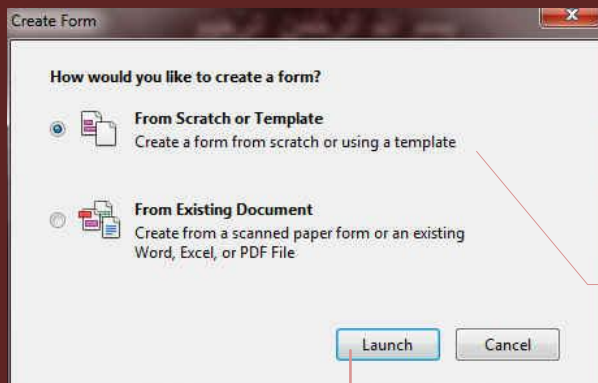 Create Form
How would you like to create a form?
From Scratch or Template
Create a form from scratch or using a template
From Existing Document
Create from a scanned paper form or an existing
Word, Excel, or PDF File
Launch
Cancel